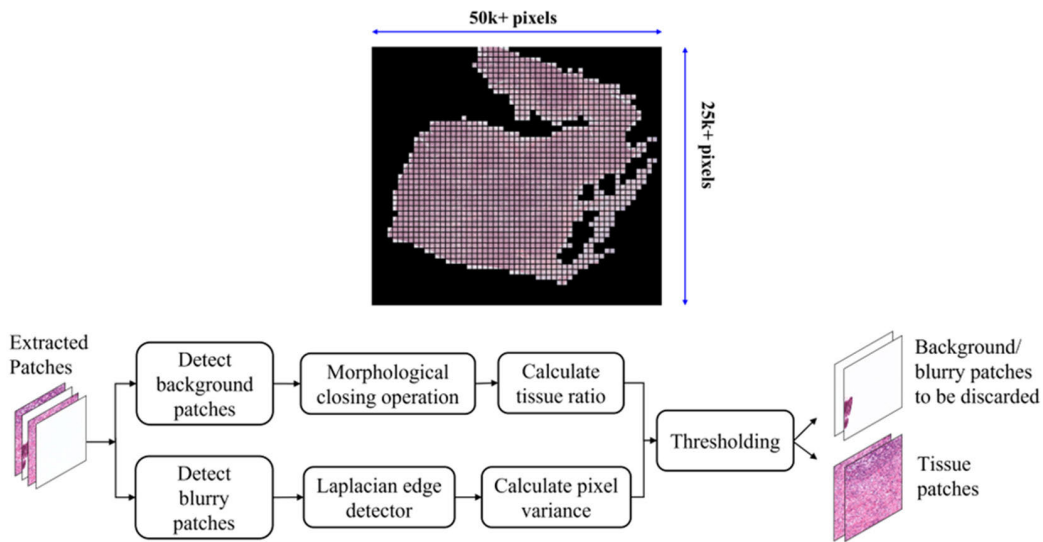 50k+ pixels
25k+ pixels
Extracted
Patches
Detect
background
patches
Morphological
closing operation
Calculate
tissue ratio
Detect
blurry
patches
Laplacian edge
detector
Calculate pixel
variance
Thresholding
Background/
blurry patches
to be discarded
Tissue
patches